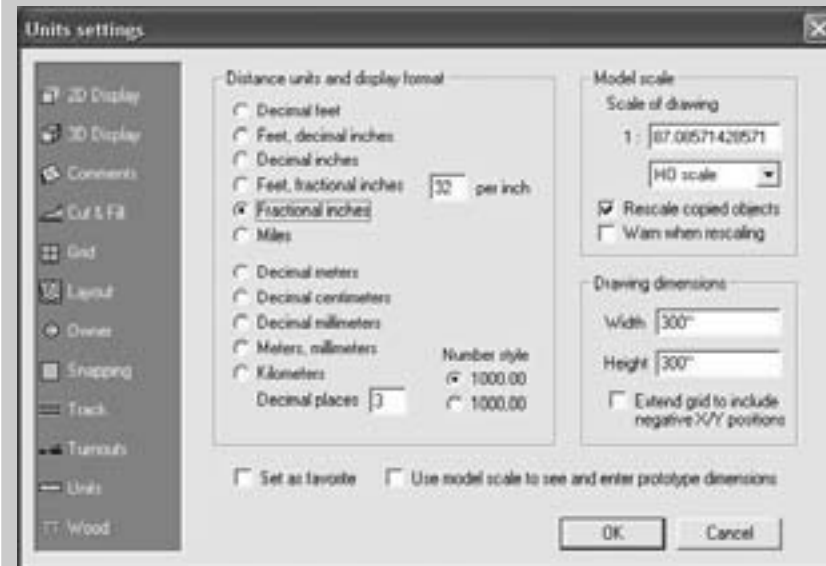 Units settings
2D Display
3D Display
Comments
Cut & Fill
Grid
Layout
Owner
Snapping
Track
Turnouts
Units
Wood
Distance units and display format
Decimal feet
Feet, decimal inches
Decimal inches
Feet, fractional inches 32 per inch
Fractional inches
Miles
Decimal meters
Decimal centimeters
Decimal millimeters
Meters, millimeters
Kilometers
Decimal places 3
Number style
1000.00
1000,00
Model scale
Scale of drawing
1 : 87.08571428571
HO scale
Rescale copied objects
Warn when rescaling
Drawing dimensions
Width 300"
Height 300"
Extend grid to include
negative X/Y positions
Set as favorite
Use model scale to see and enter prototype dimensions
OK
Cancel